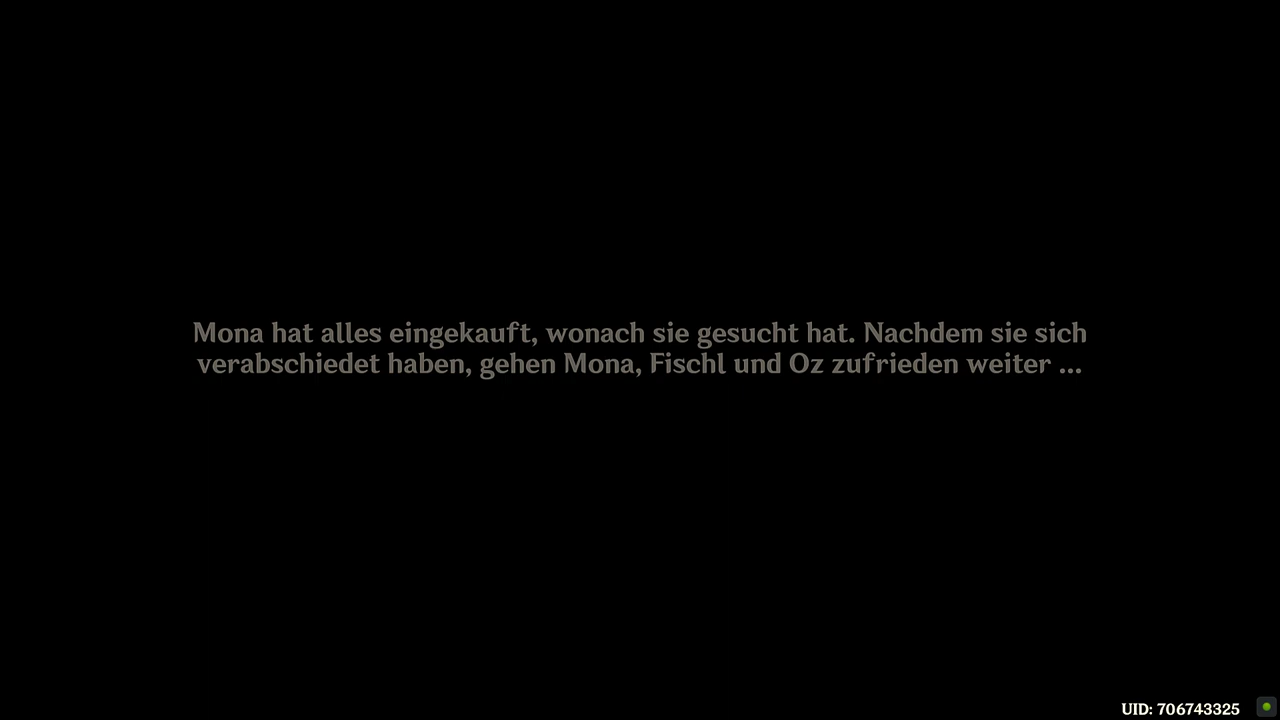 Mona hat alles eingekauft, wonach sie gesucht hat. Nachdem sie sich
verabschiedet haben, gehen Mona, Fischl und Oz zufrieden weiter ...
UID: 706743325